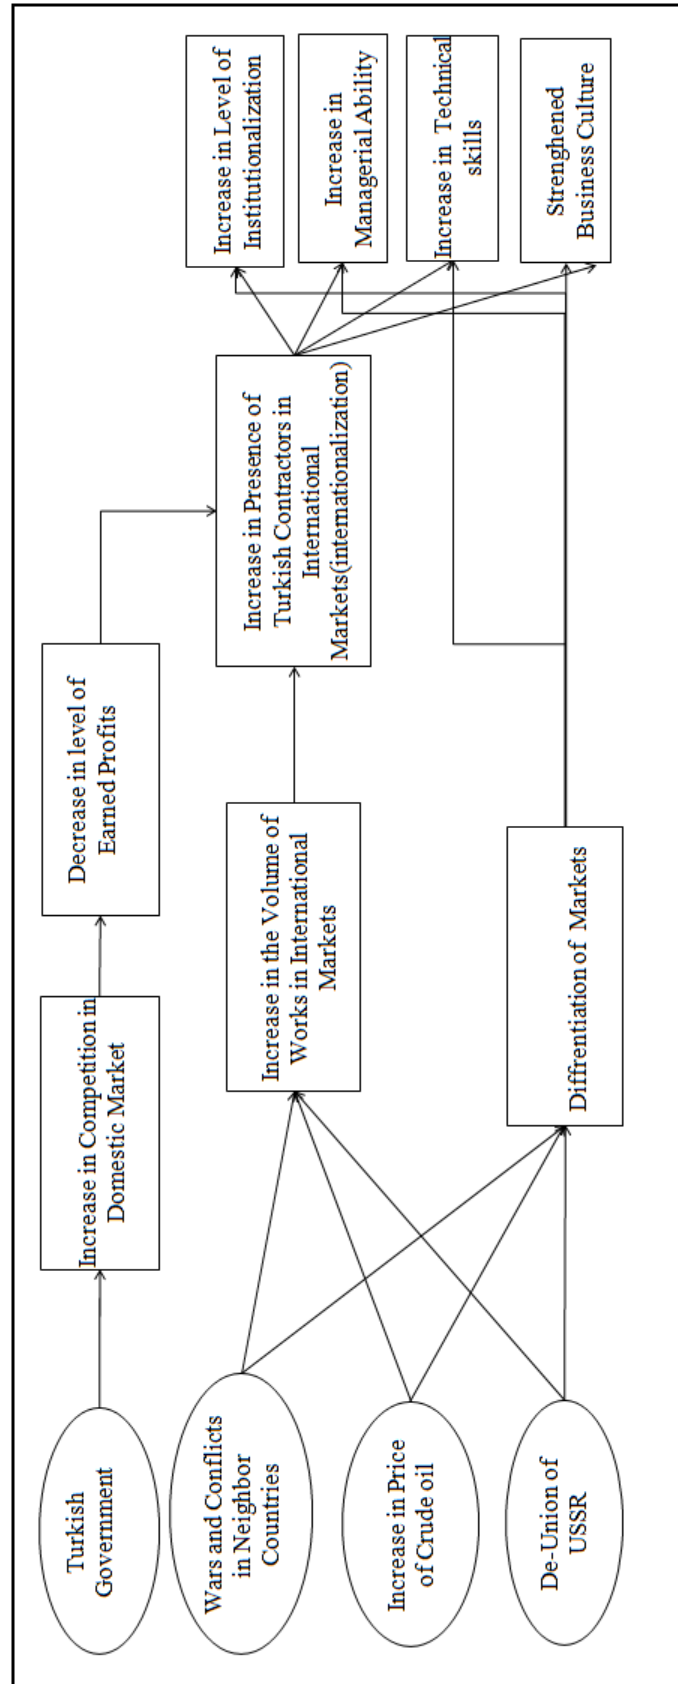 Turkish
Government
Wars and Conflicts
in Neighbor
Countries
Increase in Price
of Crude oil
De-Union of
USSR
Increase in Competition in
Domestic Market
Decrease in level of
Earned Profits
Increase in the Volume of
Works in International
Markets
Diffrentiation of Markets
Increase in Presence of
Turkish Contractors in
International
Markets(internationalization)
Increase in Level of
Institutionalization
Increase in
Managerial Ability
Increase in Technical
skills
Strenghened
Business Culture